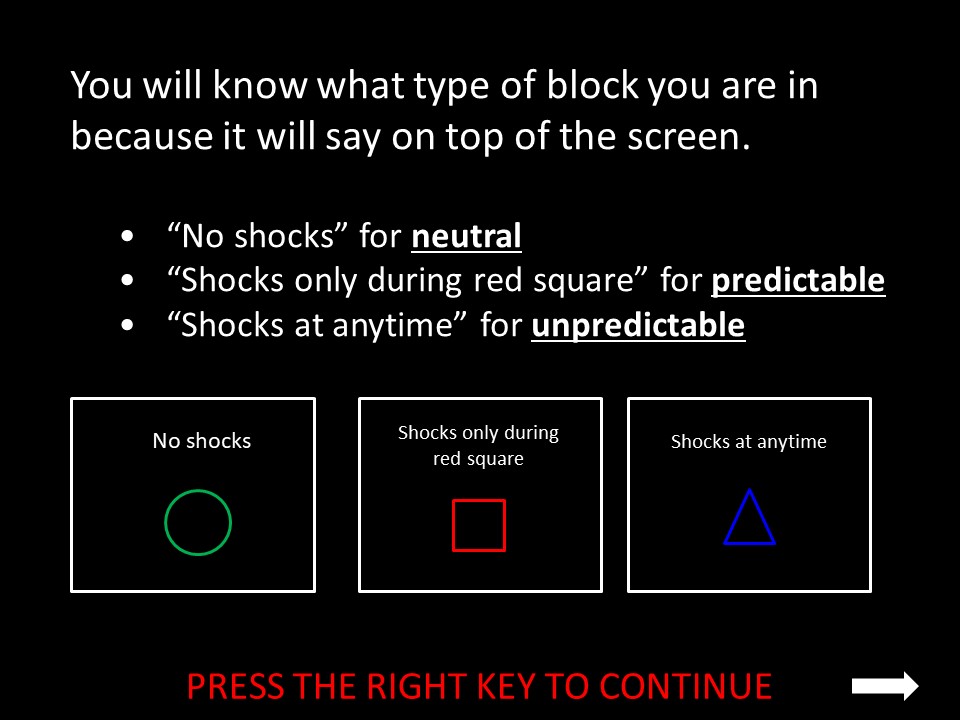 You will know what type of block you are in
because it will say on top of the screen.
• “No shocks” for neutral
• “Shocks only during red square” for predictable
• “Shocks at anytime” for unpredictable
No shocks
Shocks only during
red square
Shocks at anytime
PRESS THE RIGHT KEY TO CONTINUE